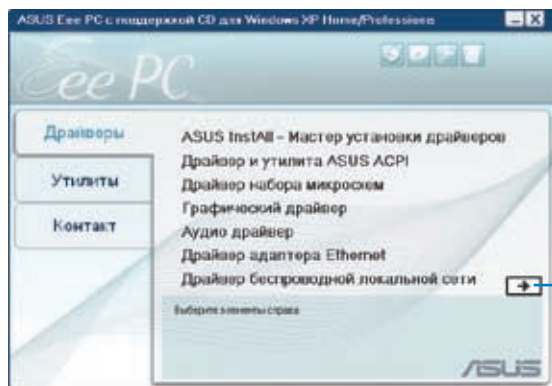 ASUS Eee PC с поддержкой CD для Windows XP Home/Professiona
Eee PC
Драйверы
Утилиты
Контакт
ASUS InstAll – Мастер установки драйверов
Драйвер и утилита ASUS ACPI
Драйвер набора микросхем
Графический драйвер
Аудио драйвер
Драйвер адаптера Ethernet
Драйвер беспроводной локальной сети
Выберите элементы справа
ASUS